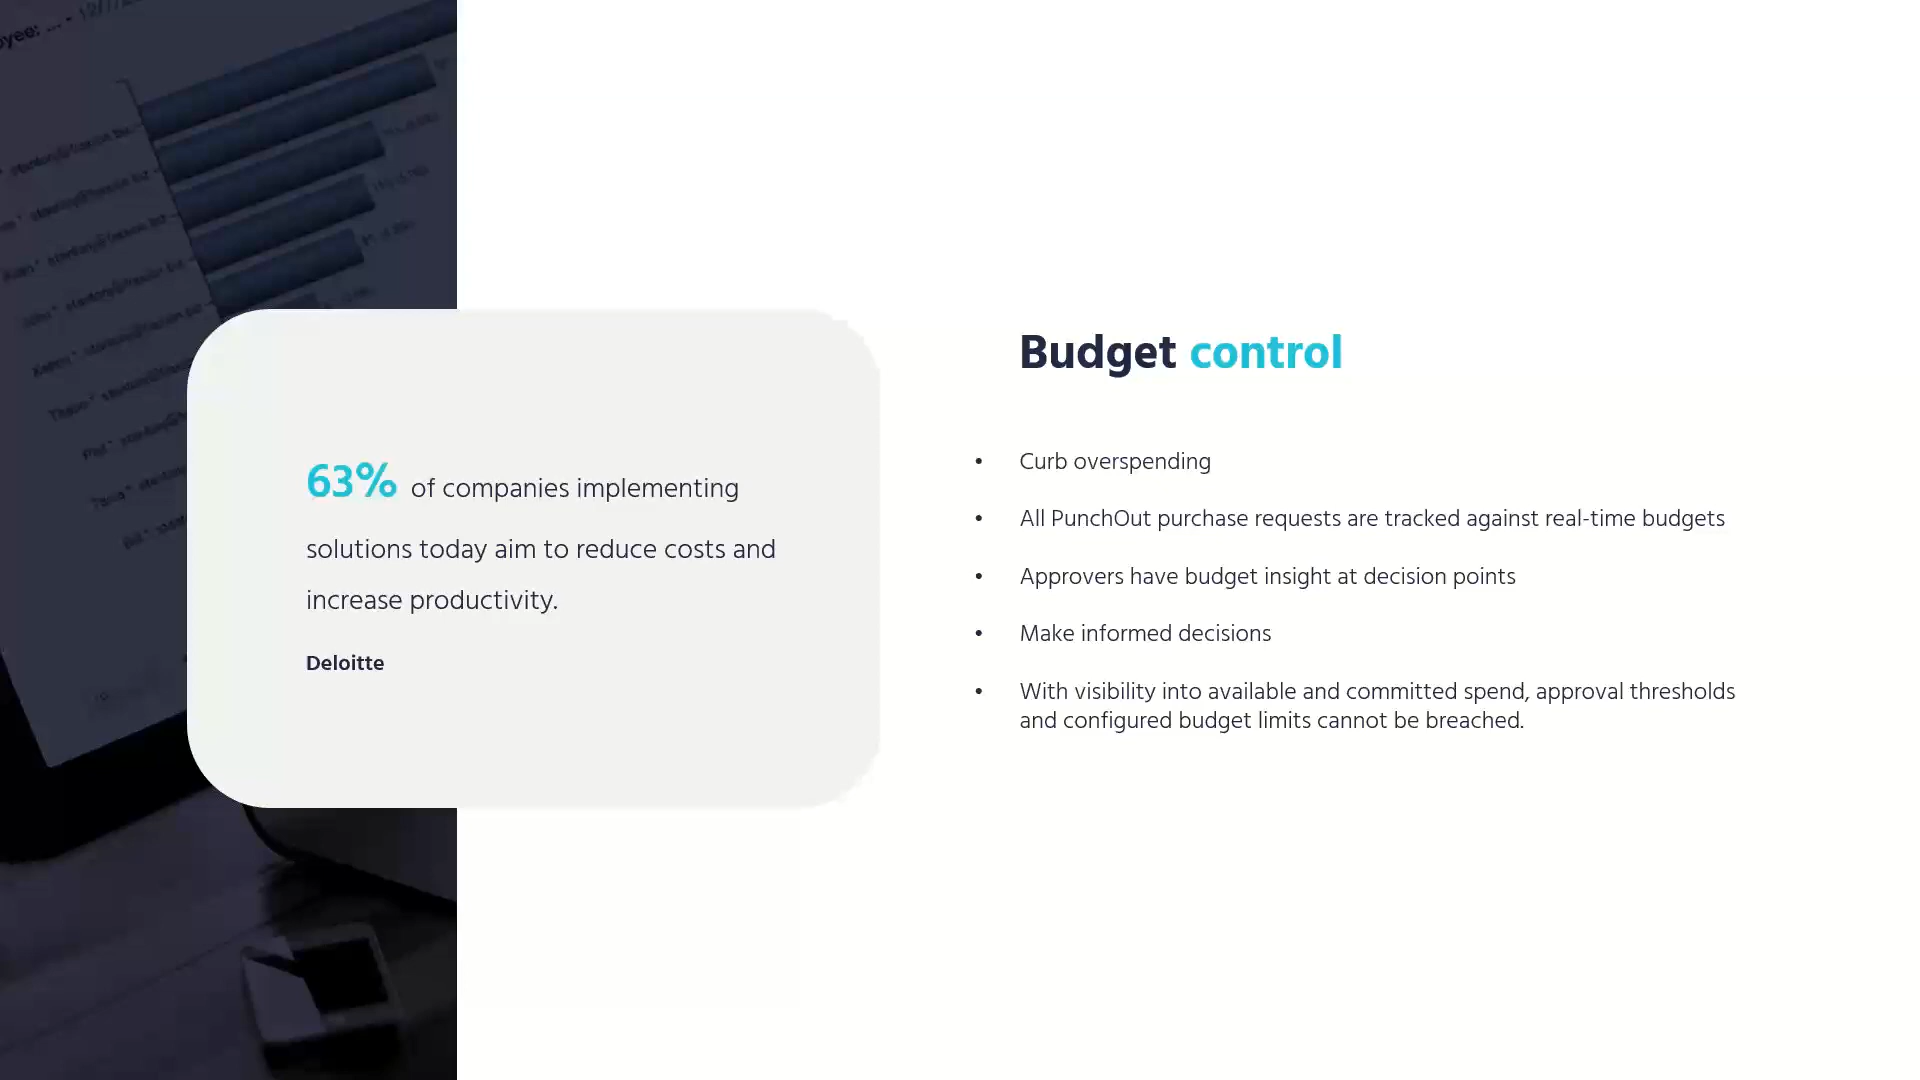 63% of companies implementing
solutions today aim to reduce costs and
increase productivity.
Deloitte
Budget control
• Curb overspending
• All PunchOut purchase requests are tracked against real-time budgets
• Approvers have budget insight at decision points
• Make informed decisions
• With visibility into available and committed spend, approval thresholds
and configured budget limits cannot be breached.